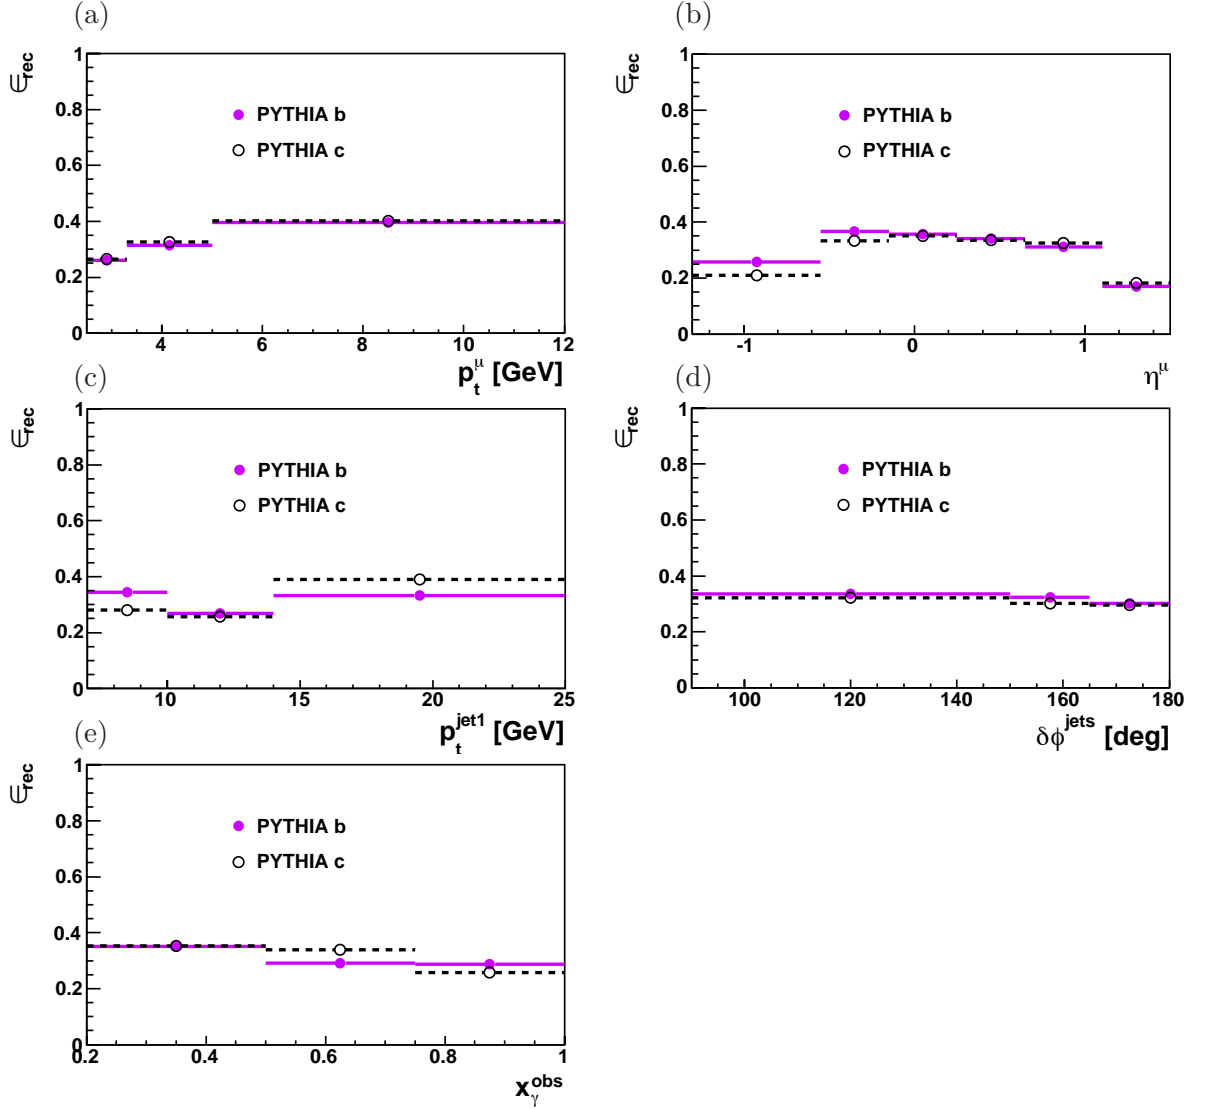 (a)
∈rec
1
0.8
0.6
0.4
0.2
0
PYTHIA b
PYTHIA c
4 6 8 10 12
p_t^μ [GeV]
(b)
∈rec
1
0.8
0.6
0.4
0.2
0
PYTHIA b
PYTHIA c
-1 0 1
η^μ
(c)
∈rec
1
0.8
0.6
0.4
0.2
0
PYTHIA b
PYTHIA c
10 15 20 25
p_t^jet1 [GeV]
(d)
∈rec
1
0.8
0.6
0.4
0.2
0
PYTHIA b
PYTHIA c
100 120 140 160 180
δϕ^jets [deg]
(e)
∈rec
1
0.8
0.6
0.4
0.2
0
PYTHIA b
PYTHIA c
0.2 0.4 0.6 0.8 1
x_γ^obs